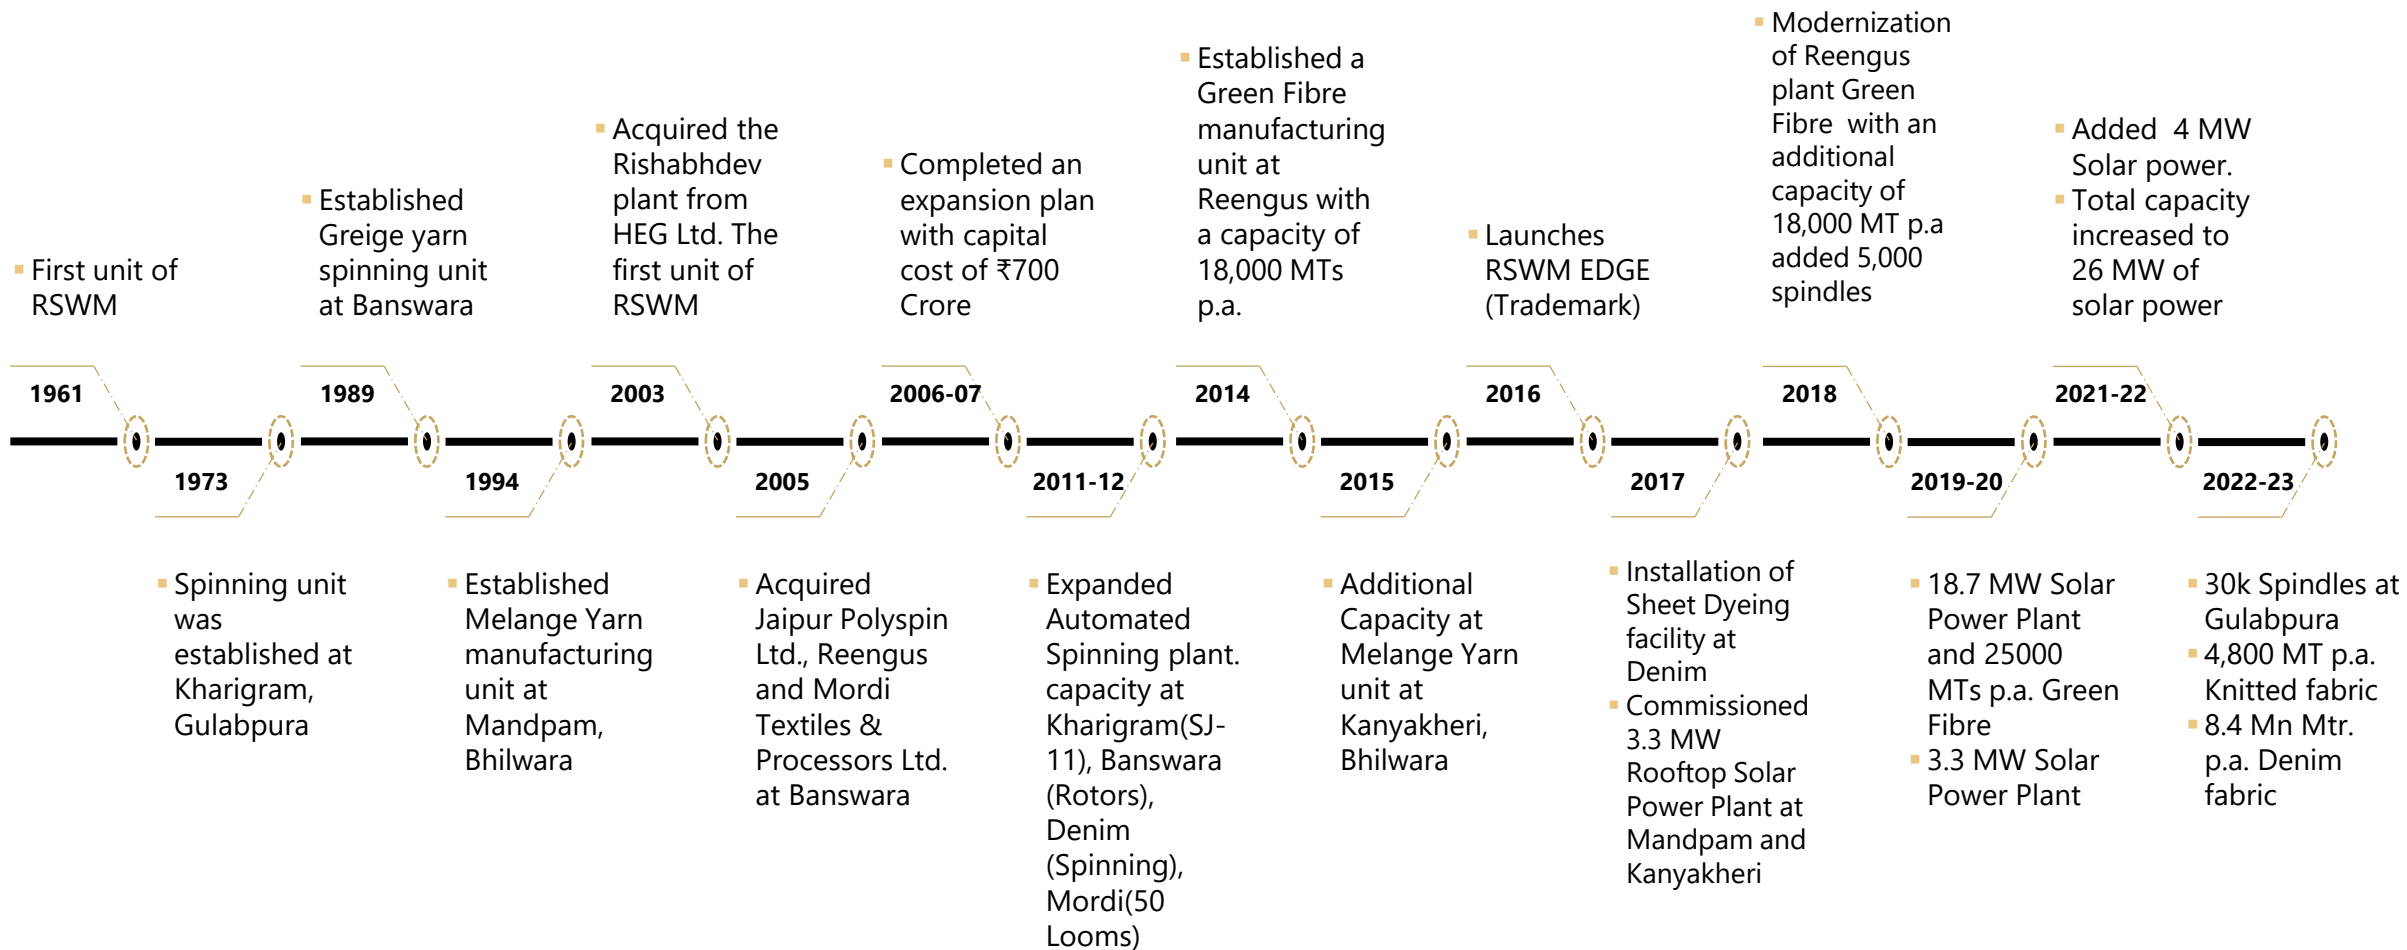 1961
▪ First unit of
RSWM
1973
▪ Spinning unit
was
established at
Kharigram,
Gulabpura
1989
▪ Established
Greige yarn
spinning unit
at Banswara
1994
▪ Established
Melange Yarn
manufacturing
unit at
Mandpam,
Bhilwara
2003
▪ Acquired the
Rishabhdev
plant from
HEG Ltd. The
first unit of
RSWM
2005
▪ Acquired
Jaipur Polyspin
Ltd., Reengus
and Mordi
Textiles &
Processors Ltd.
at Banswara
2006-07
▪ Completed an
expansion plan
with capital
cost of ₹700
Crore
2011-12
▪ Expanded
Automated
Spinning plant.
capacity at
Kharigram(SJ-
11), Banswara
(Rotors),
Denim
(Spinning),
Mordi(50
Looms)
2014
▪ Established a
Green Fibre
manufacturing
unit at
Reengus with
a capacity of
18,000 MTs
p.a.
2015
▪ Additional
Capacity at
Melange Yarn
unit at
Kanyakheri,
Bhilwara
2016
▪ Launches
RSWM EDGE
(Trademark)
2017
▪ Installation of
Sheet Dyeing
facility at
Denim
▪ Commissioned
3.3 MW
Rooftop Solar
Power Plant at
Mandpam and
Kanyakheri
2018
▪ Modernization
of Reengus
plant Green
Fibre with an
additional
capacity of
18,000 MT p.a
added 5,000
spindles
2019-20
▪ 18.7 MW Solar
Power Plant
and 25000
MTs p.a. Green
Fibre
▪ 3.3 MW Solar
Power Plant
2021-22
▪ Added 4 MW
Solar power.
▪ Total capacity
increased to
26 MW of
solar power
2022-23
▪ 30k Spindles at
Gulabpura
▪ 4,800 MT p.a.
Knitted fabric
▪ 8.4 Mn Mtr.
p.a. Denim
fabric